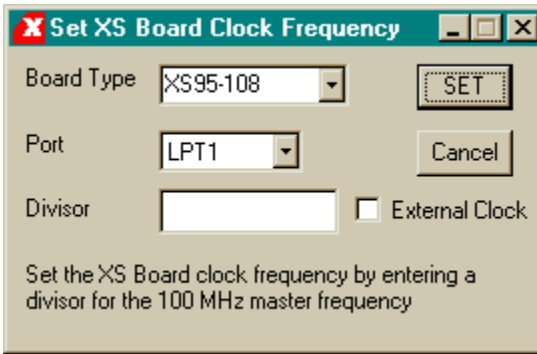 X Set XS Board Clock Frequency
Board Type XS95-108 SET
Port LPT1 Cancel
Divisor External Clock
Set the XS Board clock frequency by entering a
divisor for the 100 MHz master frequency